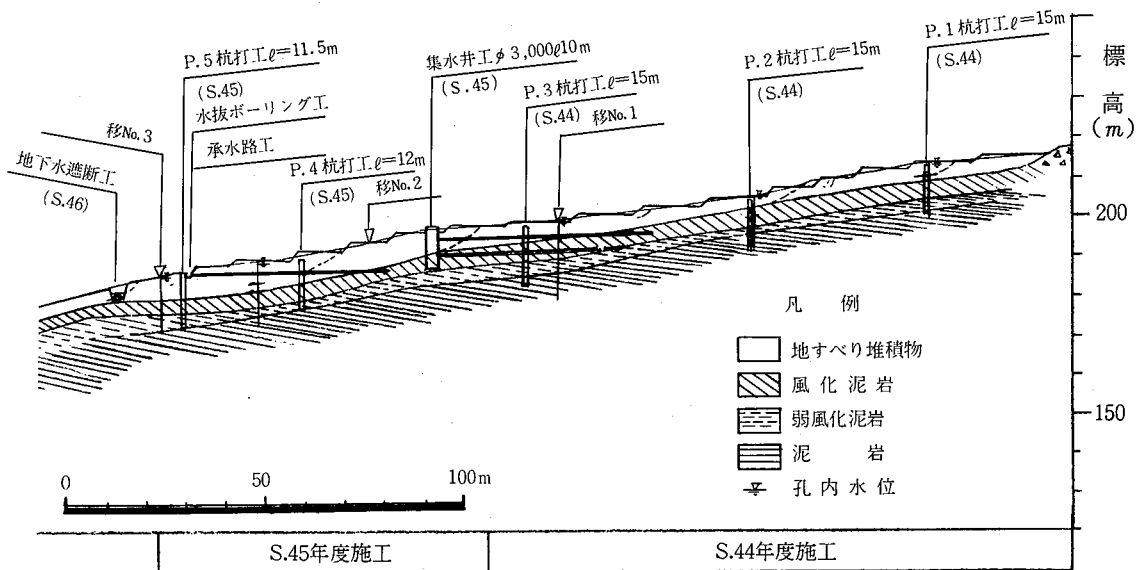 P.5杭打工ℓ=11.5m
(S.45)
水抜ボーリング工
承水路工
移No.3
地下水遮断工
(S.46)
P.4杭打工ℓ=12m
(S.45)
移No.2
集水井工φ3,000ℓ10m
(S.45)
P.3杭打工ℓ=15m
(S.44)
移No.1
P.2杭打工ℓ=15m
(S.44)
P.1杭打工ℓ=15m
(S.44)
標高(m)
200
150
凡例
地すべり堆積物
風化泥岩
弱風化泥岩
泥岩
孔内水位
0 50 100m
S.45年度施工
S.44年度施工